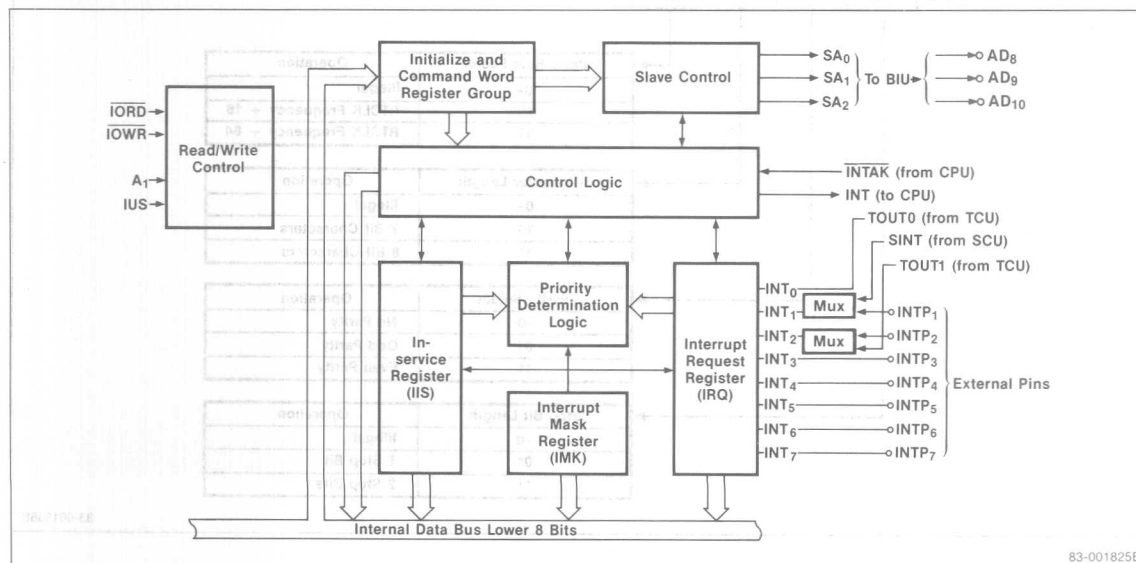 Initialize and
Command Word
Register Group
Slave Control
SA0
SA1
SA2
To BIU
AD8
AD9
AD10
IORD
IOWR
A1
IUS
Read/Write
Control
Control Logic
INTAK (from CPU)
INT (to CPU)
TOUT0 (from TCU)
SINT (from SCU)
TOUT1 (from TCU)
In-
service
Register
(IIS)
Priority
Determination
Logic
Interrupt
Mask
Register
(IMK)
Interrupt
Request
Register
(IRQ)
INT0
INT1
INT2
INT3
INT4
INT5
INT6
INT7
Mux
Mux
INTP1
INTP2
INTP3
INTP4
INTP5
INTP6
INTP7
External Pins
Internal Data Bus Lower 8 Bits
83-001825B